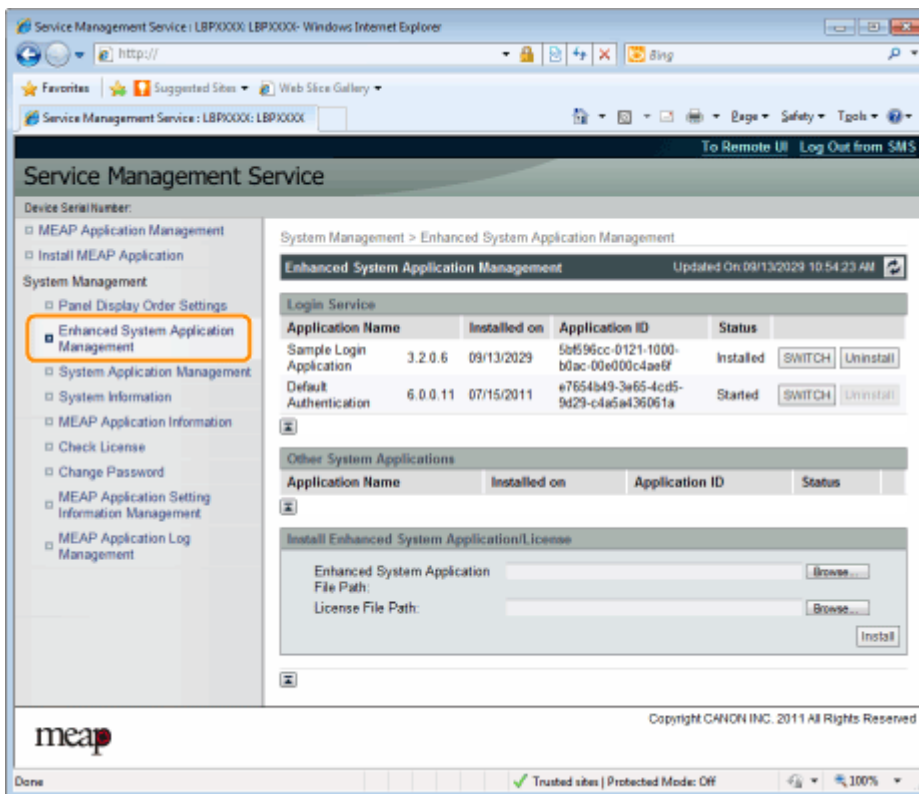 Service Management Service : LBPXXXX: LBPXXXX- Windows Internet Explorer
http://
Bing
Favorites Suggested Sites Web Slice Gallery
Service Management Service : LBPXXXX: LBPXXXX
Page Safety Tools
To Remote UI Log Out from SMS
Service Management Service
Device Serial Number:
MEAP Application Management
Install MEAP Application
System Management
Panel Display Order Settings
Enhanced System Application
Management
System Application Management
System Information
MEAP Application Information
Check License
Change Password
MEAP Application Setting
Information Management
MEAP Application Log
Management
System Management > Enhanced System Application Management
Enhanced System Application Management Updated On:09/13/2029 10:54:23 AM
Login Service
Application Name Installed on Application ID Status
Sample Login
Application 3.2.0.6 09/13/2029 5bf596cc-0121-1000-
b0ac-00e000c4ae6f Installed SWITCH Uninstall
Default
Authentication 6.0.0.11 07/15/2011 e7654b49-3e65-4cd5-
9d29-c4a5a436061a Started SWITCH Uninstall
Other System Applications
Application Name Installed on Application ID Status
Install Enhanced System Application/License
Enhanced System Application
File Path: Browse...
License File Path: Browse...
Install
Copyright CANON INC. 2011 All Rights Reserved
meap
Done Trusted sites | Protected Mode: Off 100%